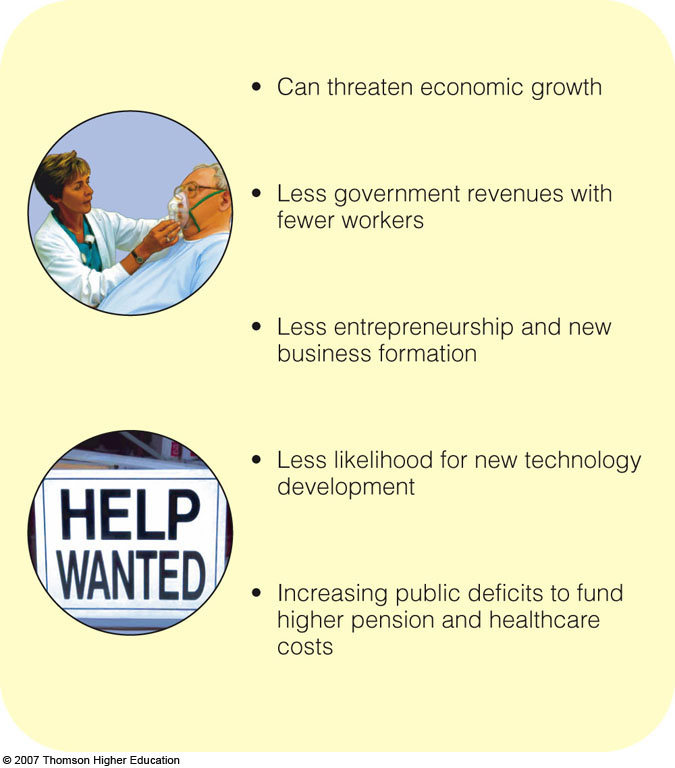 • Can threaten economic growth
• Less government revenues with
fewer workers
• Less entrepreneurship and new
business formation
• Less likelihood for new technology
development
HELP
WANTED
• Increasing public deficits to fund
higher pension and healthcare
costs
© 2007 Thomson Higher Education